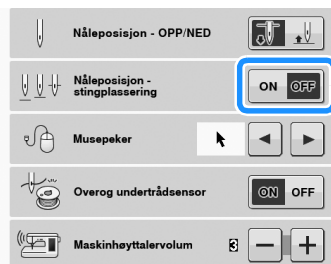 Nåleposisjon - OPP/NED
Nåleposisjon -
stingplassering
ON OFF
Musepeker
Overog undertrådsensor
ON OFF
Maskinhøyttalervolum 3